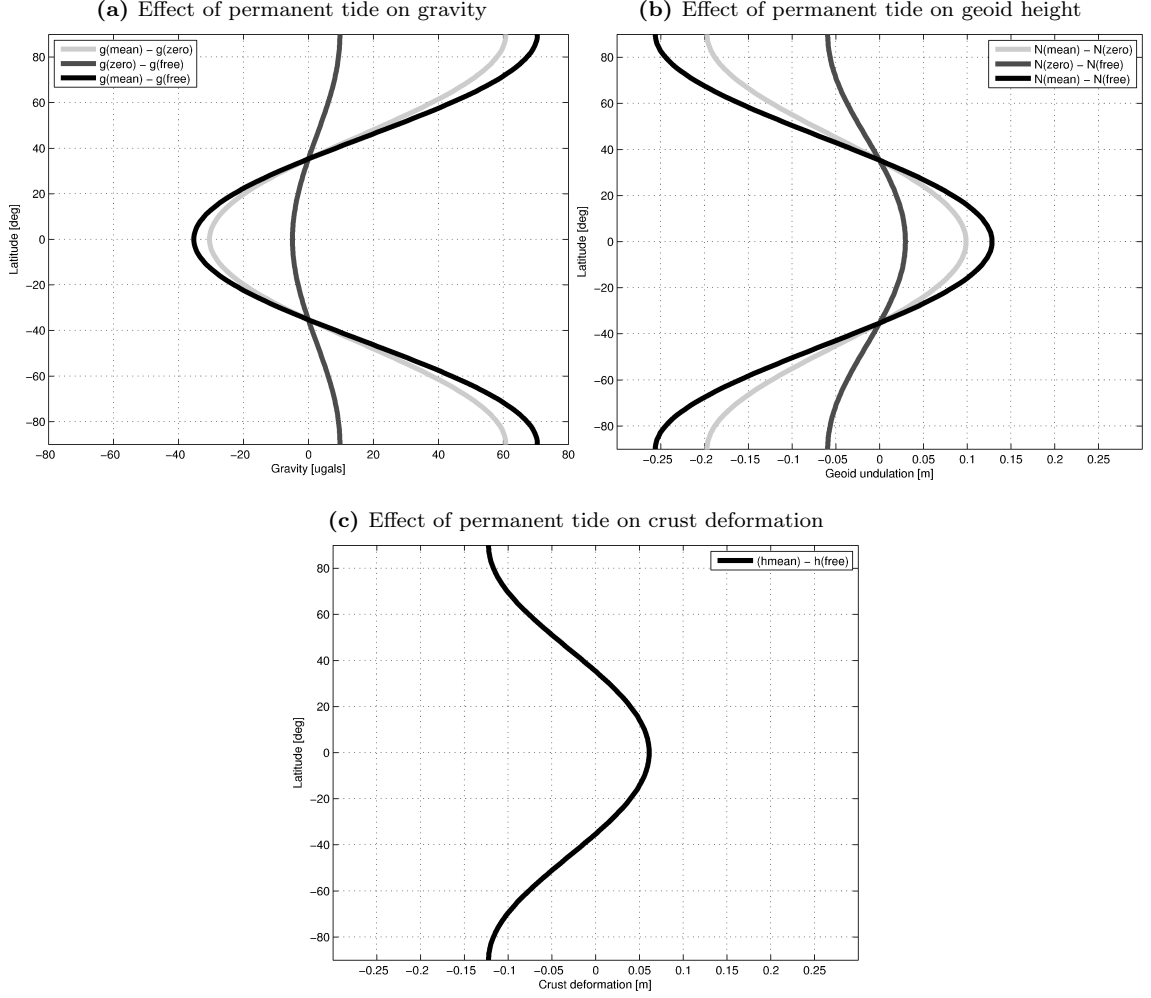 (a) Effect of permanent tide on gravity
g(mean) − g(zero)
g(zero) − g(free)
g(mean) − g(free)
80
60
40
20
0
−20
−40
−60
−80
Latitude [deg]
−80 −60 −40 −20 0 20 40 60 80
Gravity [ugals]
(b) Effect of permanent tide on geoid height
N(mean) − N(zero)
N(zero) − N(free)
N(mean) − N(free)
80
60
40
20
0
−20
−40
−60
−80
Latitude [deg]
−0.25 −0.2 −0.15 −0.1 −0.05 0 0.05 0.1 0.15 0.2 0.25
Geoid undulation [m]
(c) Effect of permanent tide on crust deformation
(hmean) − h(free)
80
60
40
20
0
−20
−40
−60
−80
Latitude [deg]
−0.25 −0.2 −0.15 −0.1 −0.05 0 0.05 0.1 0.15 0.2 0.25
Crust deformation [m]